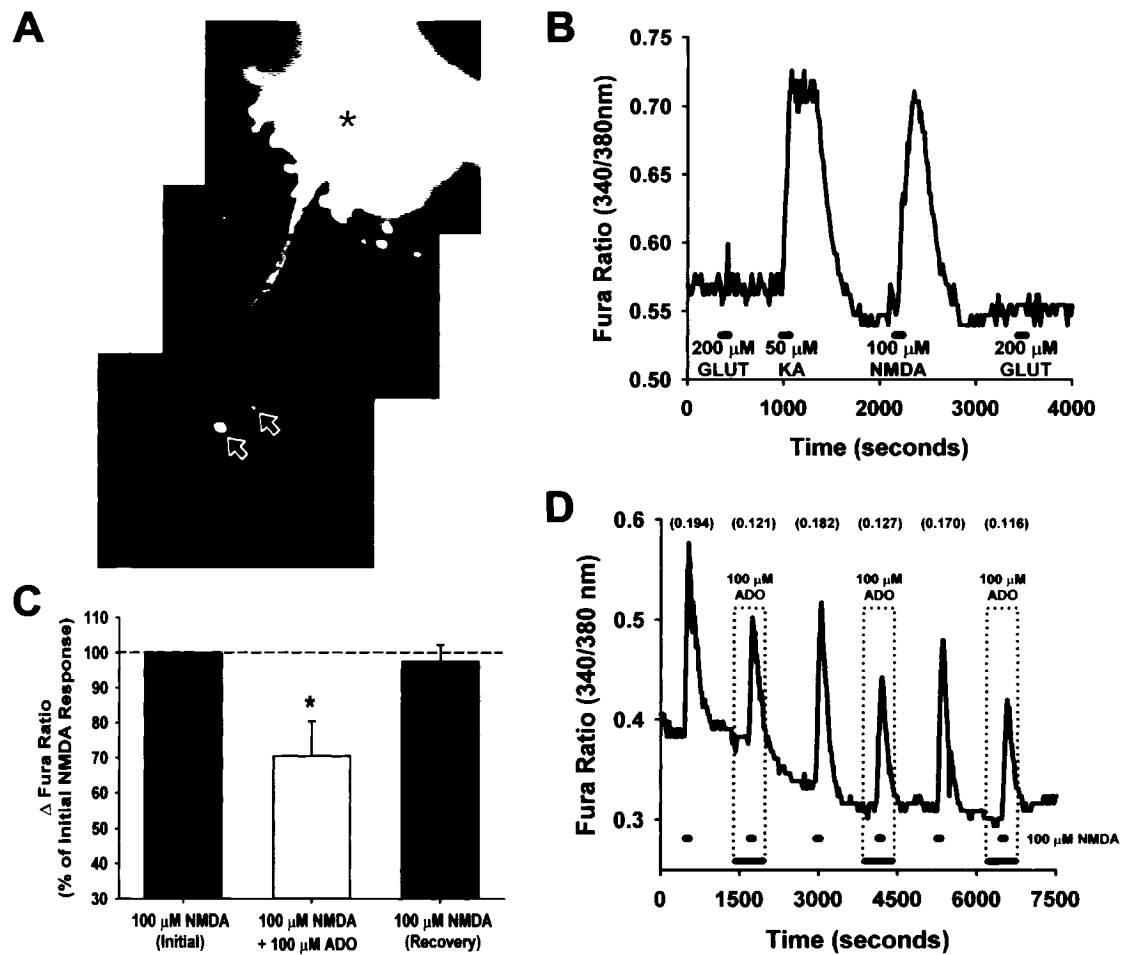 A
*
B
0.75
0.70
0.65
0.60
0.55
0.50
Fura Ratio (340/380nm)
200 µM
GLUT
50 µM
KA
100 µM
NMDA
200 µM
GLUT
0 1000 2000 3000 4000
Time (seconds)
C
110
100
90
80
70
60
50
40
30
Δ Fura Ratio
(% of Initial NMDA Response)
*
100 µM NMDA
(Initial)
100 µM NMDA
+ 100 µM ADO
100 µM NMDA
(Recovery)
D
0.6
0.5
0.4
0.3
Fura Ratio (340/380 nm)
(0.194) (0.121) (0.182) (0.127) (0.170) (0.116)
100 µM
ADO
100 µM
ADO
100 µM
ADO
100 µM NMDA
0 1500 3000 4500 6000 7500
Time (seconds)